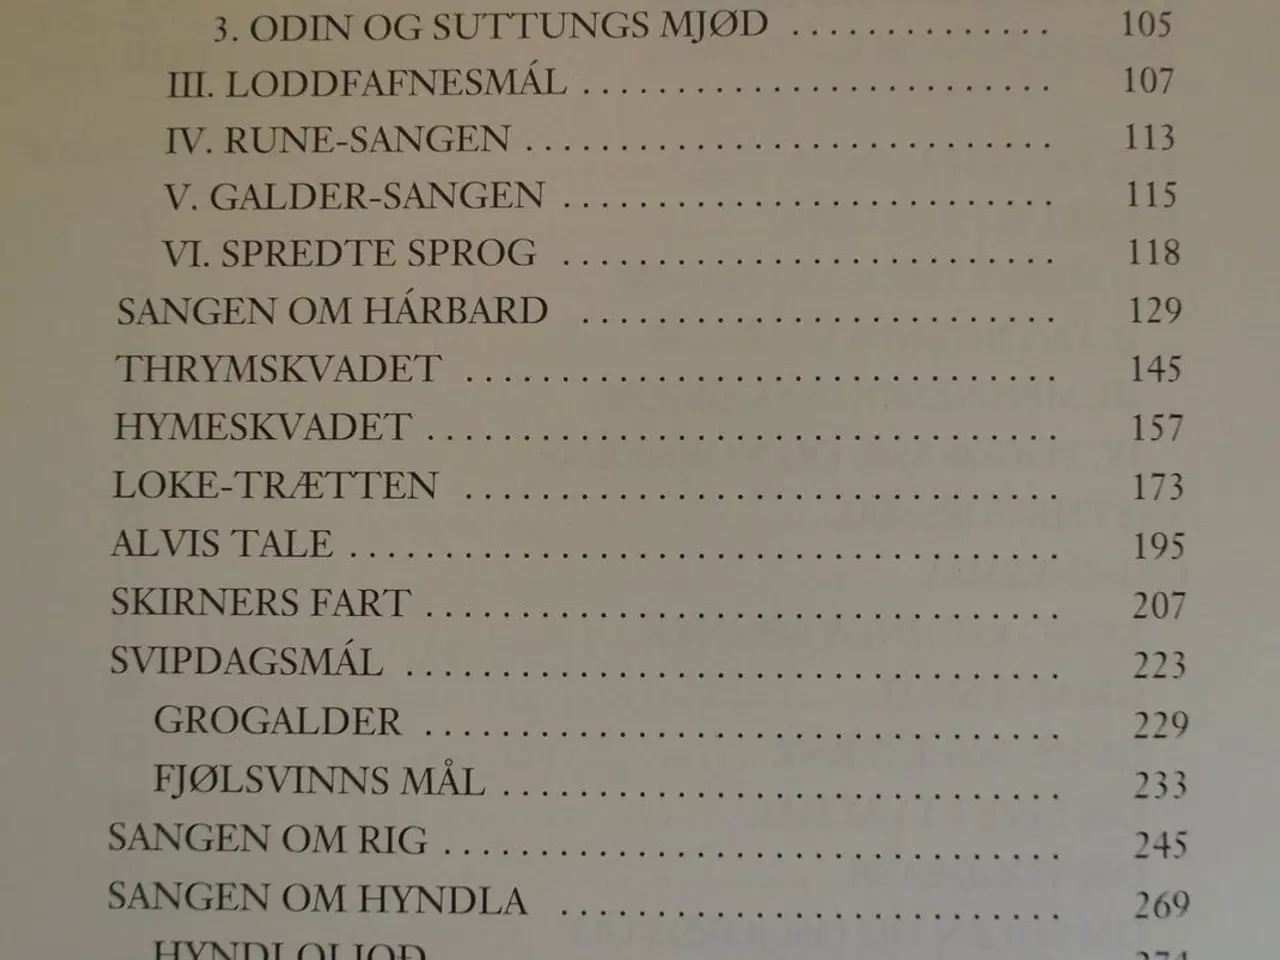 3. ODIN OG SUTTUNGS MJØD .............. 105
III. LODDFAFNESMÁL ......................... 107
IV. RUNE-SANGEN ............................ 113
V. GALDER-SANGEN .......................... 115
VI. SPREDTE SPROG .......................... 118
SANGEN OM HÁRBARD ......................... 129
THRYMSKVADET ............................... 145
HYMESKVADET ................................. 157
LOKE-TRÆTTEN ............................... 173
ALVIS TALE ..................................... 195
SKIRNERS FART ................................. 207
SVIPDAGSMÁL .................................. 223
GROGALDER ................................. 229
FJØLSVINNS MÅL ............................. 233
SANGEN OM RIG ................................ 245
SANGEN OM HYNDLA .......................... 269
HYNDLOLJOÐ 274